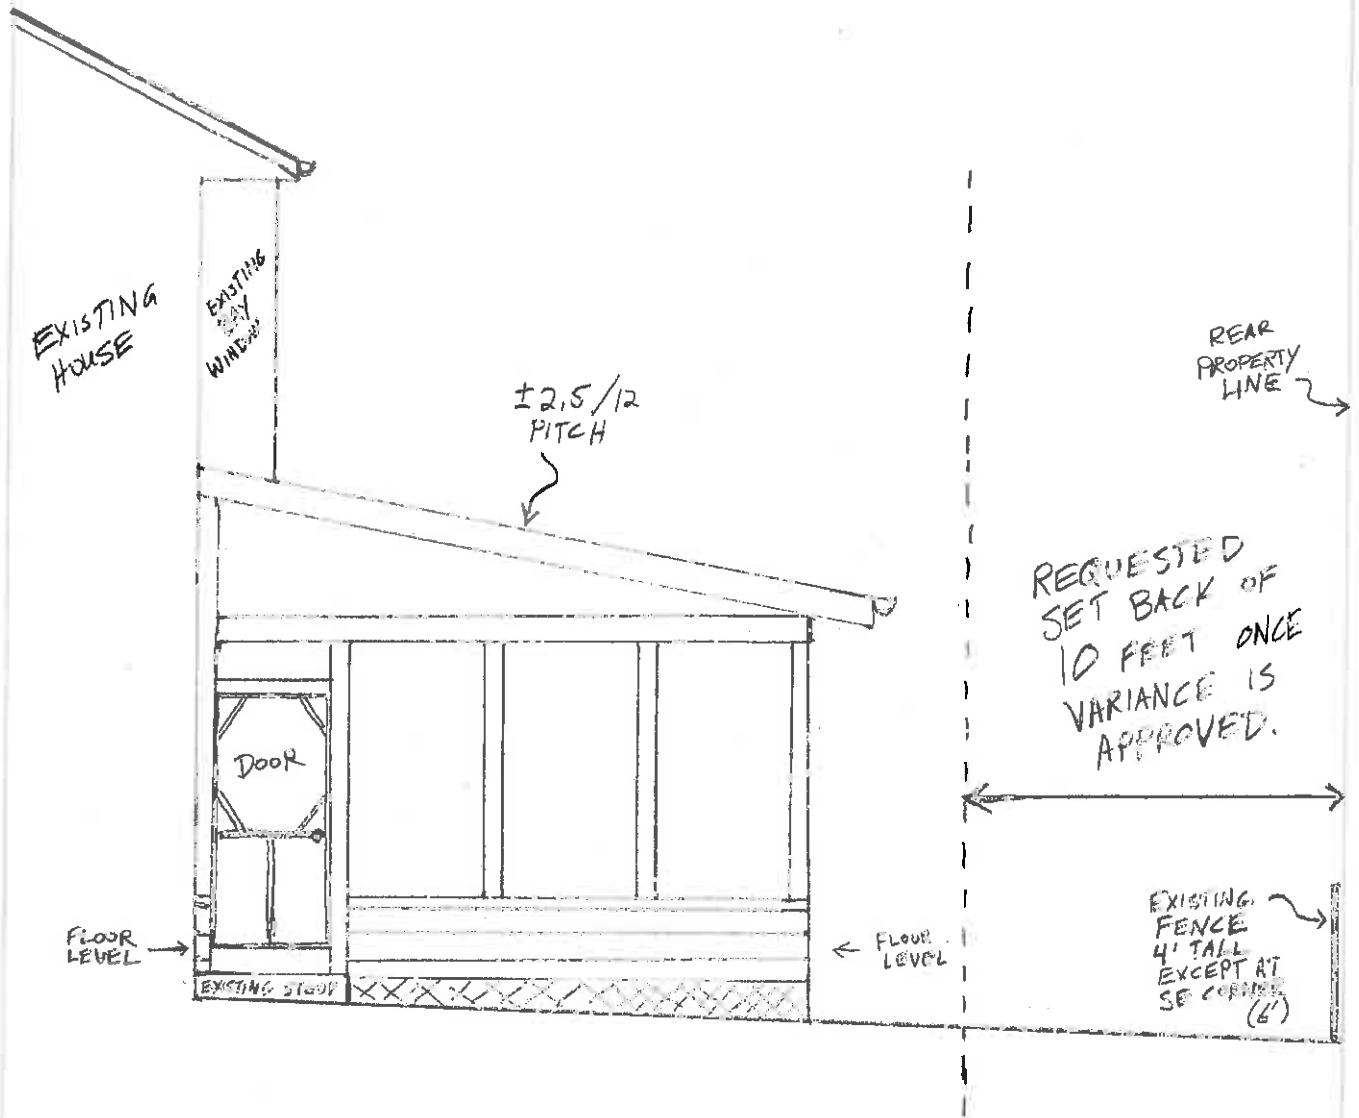 EXISTING
HOUSE
EXISTING
BAY
WINDOW
±2.5/12
PITCH
REAR
PROPERTY
LINE
REQUESTED
SET BACK OF
10 FEET ONCE
VARIANCE IS
APPROVED.
DOOR
FLOOR
LEVEL
FLOOR
LEVEL
EXISTING
FENCE
4' TALL
EXCEPT AT
SE CORNER
(6')
EXISTING STOOP